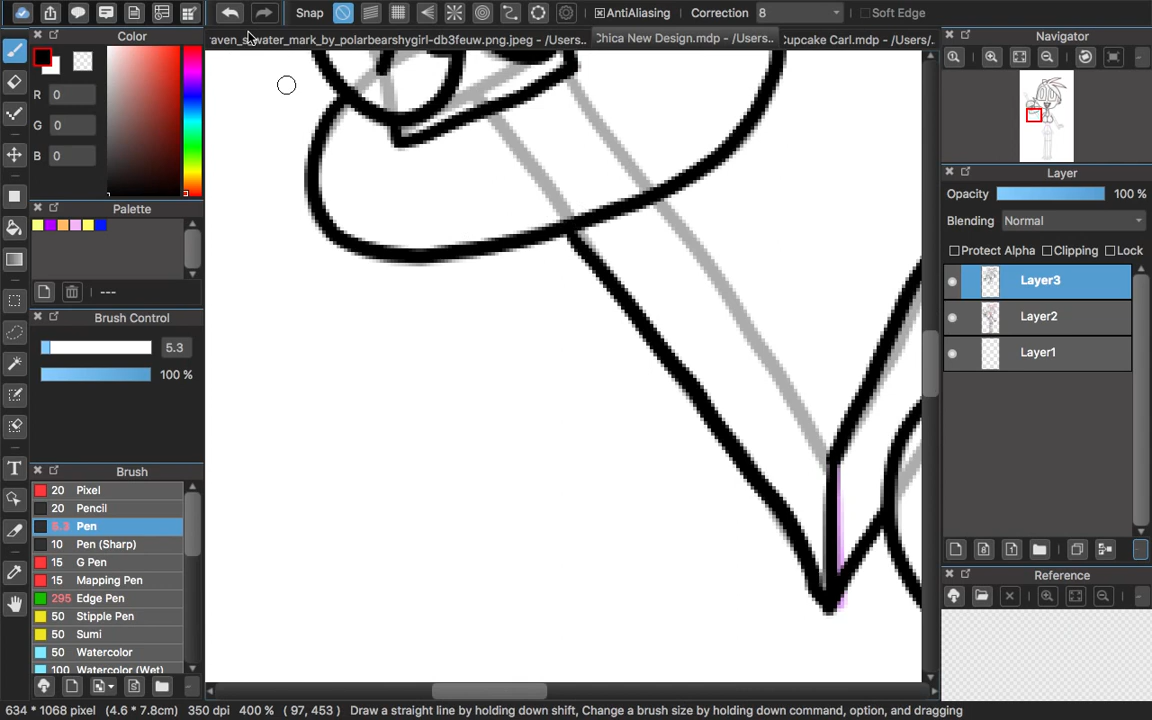 Snap
AntiAliasing
Correction
8
Soft Edge
Color
R 0
G 0
B 0
Palette
---
Brush Control
5.3
100 %
Brush
20 Pixel
20 Pencil
5.3 Pen
10 Pen (Sharp)
15 G Pen
15 Mapping Pen
295 Edge Pen
50 Stipple Pen
50 Sumi
50 Watercolor
100 Watercolor (Wet)
water_mark_by_polarbearshygirl-db3feuw.png.jpeg - /Users..
Chica New Design.mdp - /Users..
Cupcake Carl.mdp - /Users/.
Navigator
Layer
Opacity 100 %
Blending Normal
Protect Alpha Clipping Lock
Layer3
Layer2
Layer1
Reference
634 * 1068 pixel (4.6 * 7.8cm) 350 dpi 400 % ( 97, 453 ) Draw a straight line by holding down shift, Change a brush size by holding down command, option, and dragging